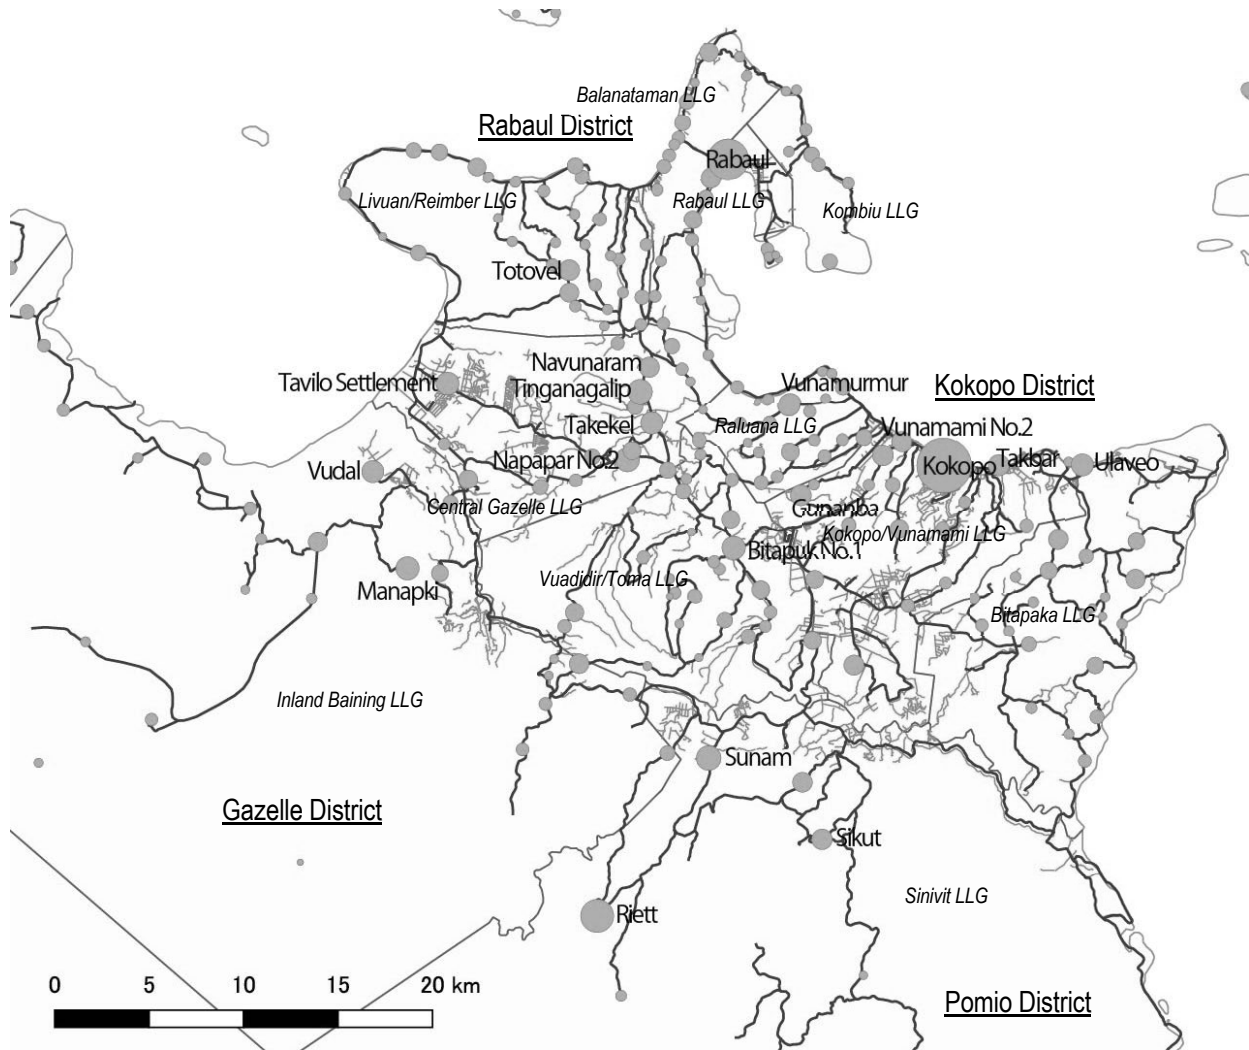 Balanataman LLG
Rabaul District
Rabaul
Livuan/Reimber LLG
Rabaul LLG
Kombiu LLG
Totovel
Navunaram
Tavilo Settlement
Tinganagalip
Vunamurmur
Kokopo District
Takekel
Raluana LLG
Vunamami No.2
Vudal
Napapar No.2
Kokopo
Takbar
Ulaveo
Central Gazelle LLG
Gunanba
Kokopo/Vunamami LLG
Bitapuk No.1
Manapki
Vuadidir/Toma LLG
Bitapaka LLG
Inland Baining LLG
Sunam
Gazelle District
Sikut
Sinivit LLG
Riett
0 5 10 15 20 km
Pomio District